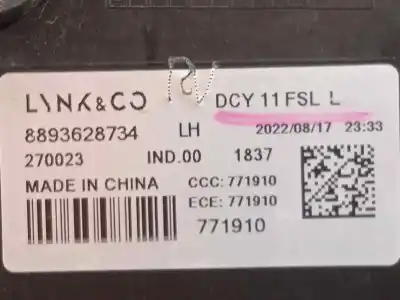 LYNK&CO
DCY 11 FSL L
8893628734 LH 2022/08/17 23:33
270023 IND.00 1837
MADE IN CHINA CCC: 771910
ECE: 771910
771910